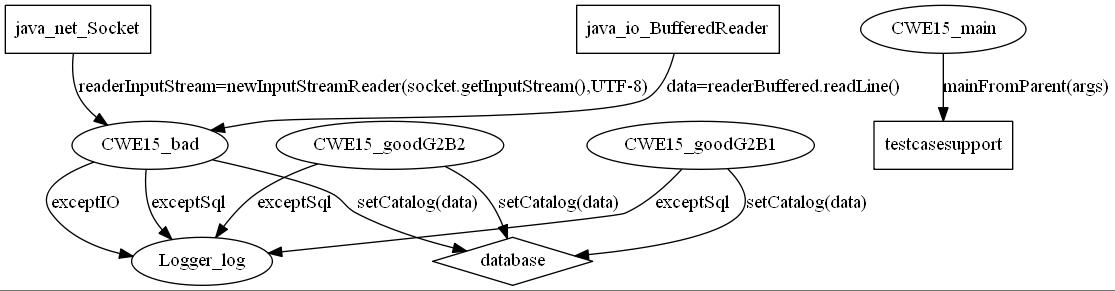 java_net_Socket
java_io_BufferedReader
CWE15_main
readerInputStream=newInputStreamReader(socket.getInputStream(),UTF-8)
data=readerBuffered.readLine()
mainFromParent(args)
CWE15_bad
CWE15_goodG2B2
CWE15_goodG2B1
testcasesupport
exceptIO
exceptSql
exceptSql
setCatalog(data)
setCatalog(data)
exceptSql
setCatalog(data)
Logger_log
database